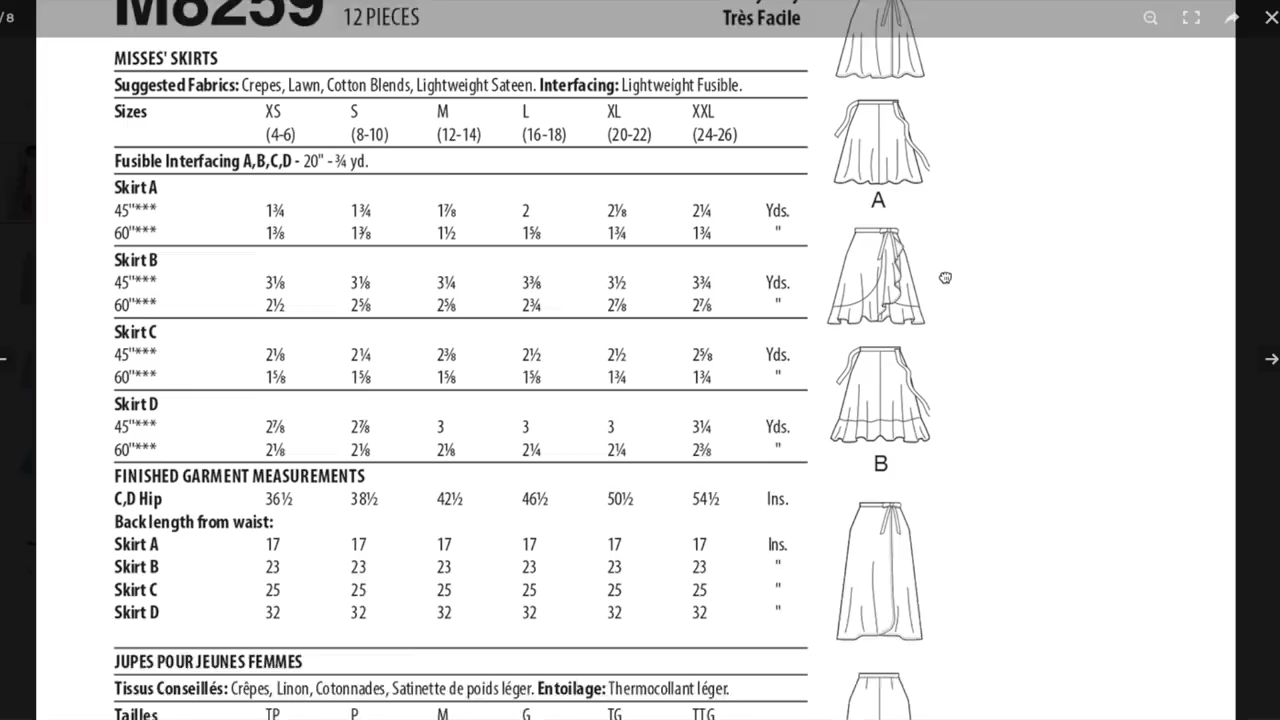 /8
M8259 12 PIECES
Très Facile
MISSES' SKIRTS
Suggested Fabrics: Crepes, Lawn, Cotton Blends, Lightweight Sateen. Interfacing: Lightweight Fusible.
Sizes XS S M L XL XXL
(4-6) (8-10) (12-14) (16-18) (20-22) (24-26)
Fusible Interfacing A,B,C,D - 20" - ¾ yd.
Skirt A
45"*** 1¾ 1¾ 1⅞ 2 2⅛ 2¼ Yds.
60"*** 1⅜ 1⅜ 1½ 1⅝ 1¾ 1¾ "
Skirt B
45"*** 3⅛ 3⅛ 3¼ 3⅜ 3½ 3¾ Yds.
60"*** 2½ 2⅝ 2⅝ 2¾ 2⅞ 2⅞ "
Skirt C
45"*** 2⅛ 2¼ 2⅜ 2½ 2½ 2⅝ Yds.
60"*** 1⅝ 1⅝ 1⅝ 1⅝ 1¾ 1¾ "
Skirt D
45"*** 2⅞ 2⅞ 3 3 3 3¼ Yds.
60"*** 2⅛ 2⅛ 2⅛ 2¼ 2¼ 2⅜ "
FINISHED GARMENT MEASUREMENTS
C,D Hip 36½ 38½ 42½ 46½ 50½ 54½ Ins.
Back length from waist:
Skirt A 17 17 17 17 17 17 Ins.
Skirt B 23 23 23 23 23 23 "
Skirt C 25 25 25 25 25 25 "
Skirt D 32 32 32 32 32 32 "
JUPES POUR JEUNES FEMMES
Tissus Conseillés: Crêpes, Linon, Cotonnades, Satinette de poids léger. Entoilage: Thermocollant léger.
Tailles TP P M G TG TTG
A
B